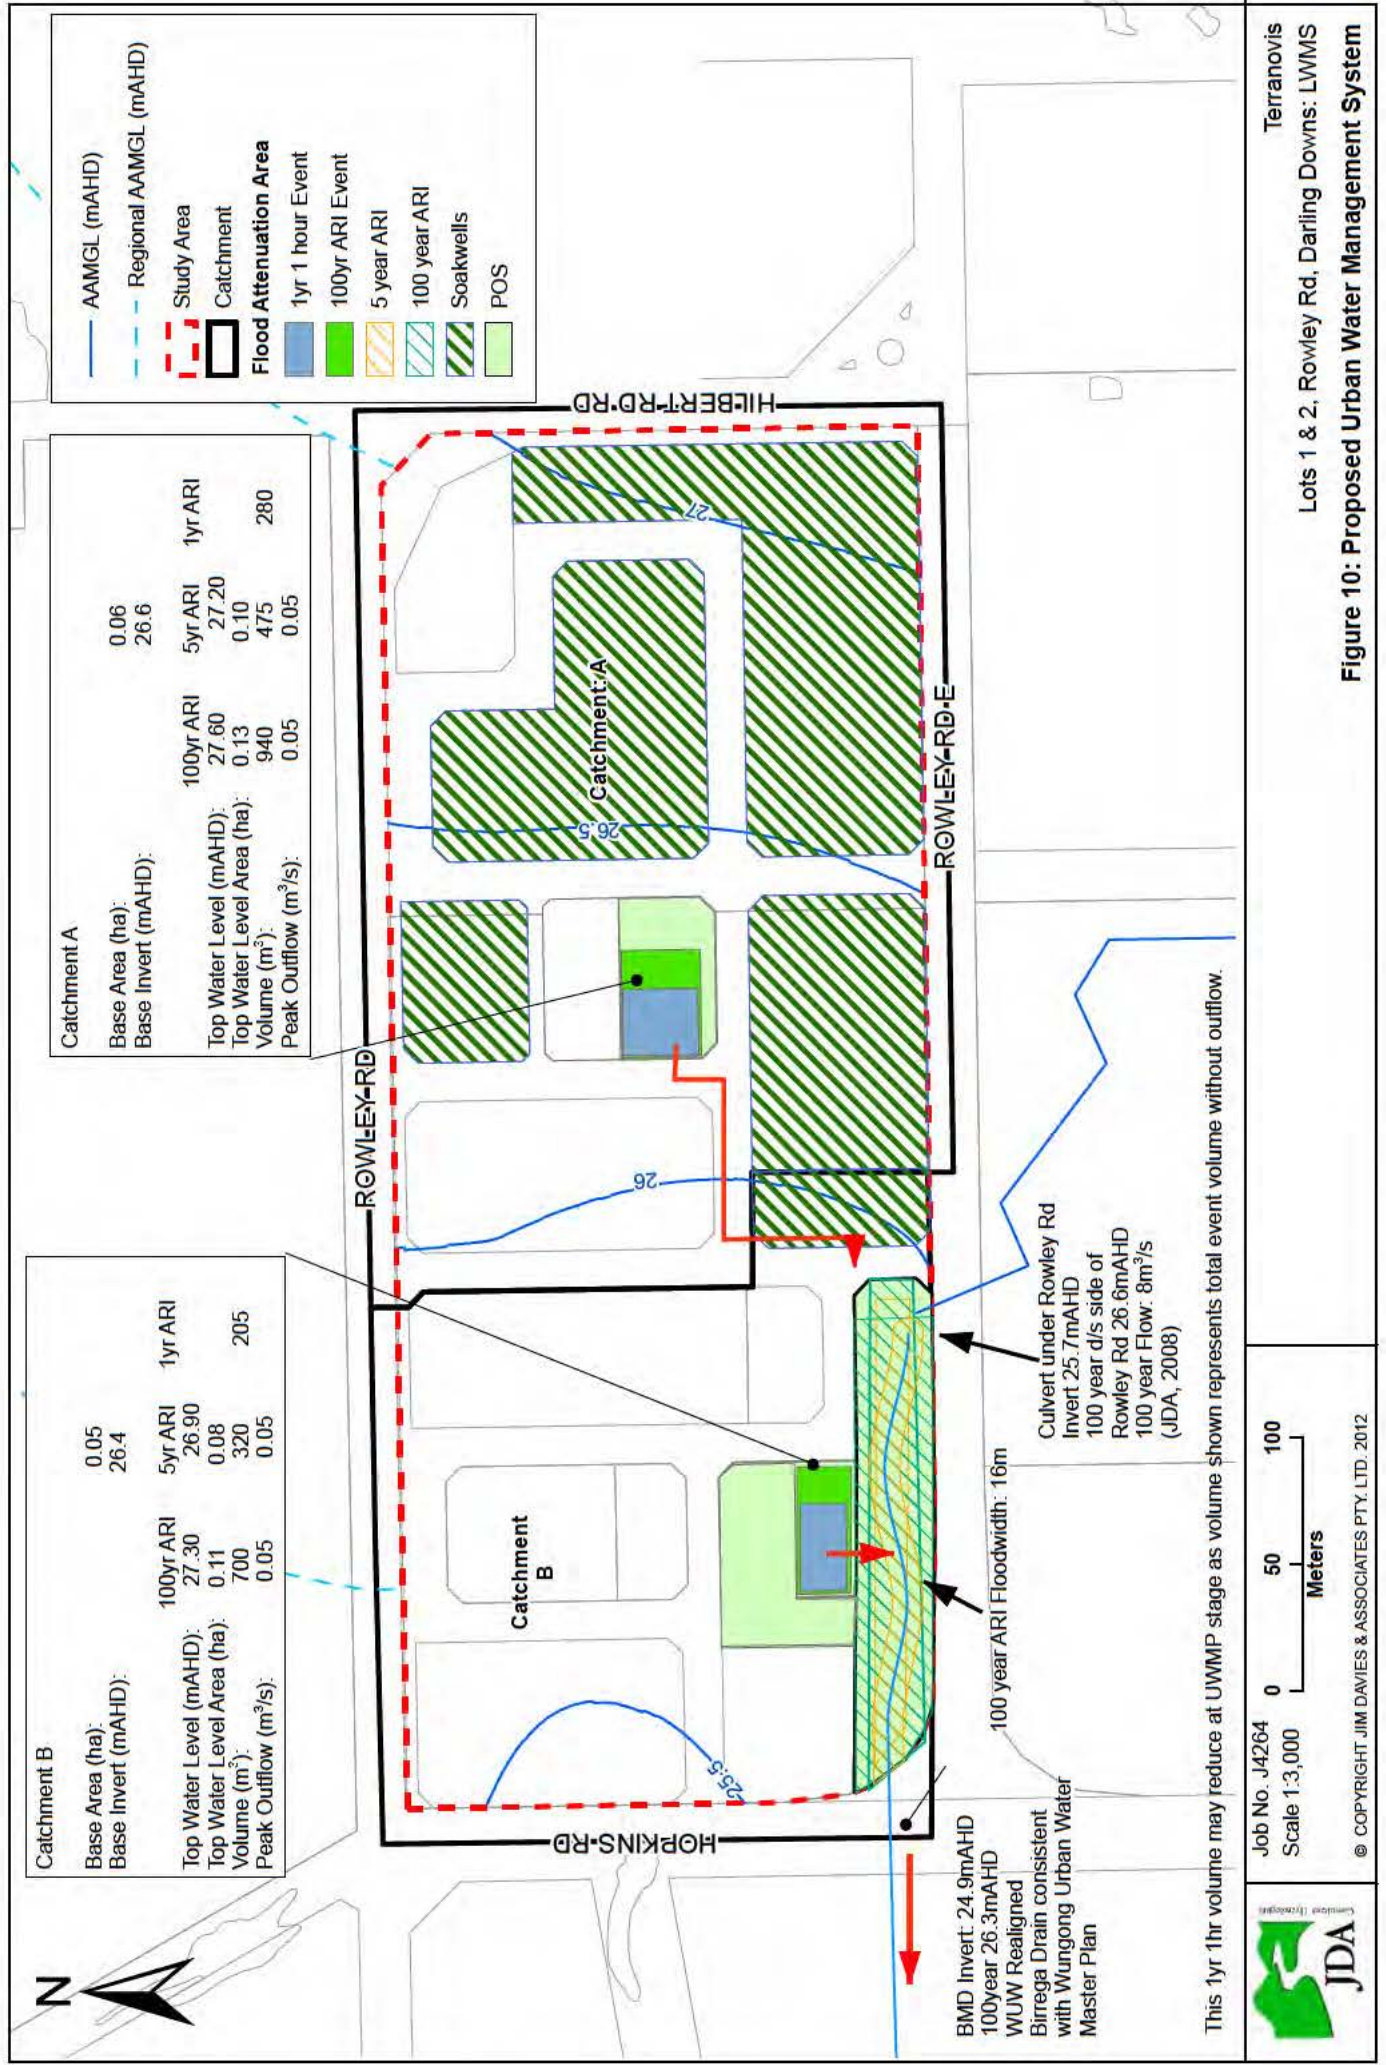 N
Catchment B
Base Area (ha): 0.05
Base Invert (mAHD): 26.4
100yr ARI 5yr ARI 1yr ARI
Top Water Level (mAHD): 27.30 26.90
Top Water Level Area (ha): 0.11 0.08
Volume (m³): 700 320 205
Peak Outflow (m³/s): 0.05 0.05
Catchment A
Base Area (ha): 0.06
Base Invert (mAHD): 26.6
100yr ARI 5yr ARI 1yr ARI
Top Water Level (mAHD): 27.60 27.20
Top Water Level Area (ha): 0.13 0.10
Volume (m³): 940 475 280
Peak Outflow (m³/s): 0.05 0.05
AAMGL (mAHD)
Regional AAMGL (mAHD)
Study Area
Catchment
Flood Attenuation Area
1yr 1 hour Event
100yr ARI Event
5 year ARI
100 year ARI
Soakwells
POS
ROWLEY RD
HOPKINS RD
HILBERT RD RD
ROWLEY RD E
Catchment
B
Catchment A
25.5
26
26.5
27
BMD Invert: 24.9mAHD
100year 26.3mAHD
WUW Realigned
Birrega Drain consistent
with Wungong Urban Water
Master Plan
100 year ARI Floodwidth: 16m
Culvert under Rowley Rd
Invert 25.7mAHD
100 year d/s side of
Rowley Rd 26.6mAHD
100 year Flow: 8m³/s
(JDA, 2008)
This 1yr 1hr volume may reduce at UWMP stage as volume shown represents total event volume without outflow.
JDA
Consultant Hydrologists
Job No. J4264
Scale 1:3,000
0 50 100
Meters
© COPYRIGHT JIM DAVIES & ASSOCIATES PTY. LTD. 2012
Terranovis
Lots 1 & 2, Rowley Rd, Darling Downs: LWMS
Figure 10: Proposed Urban Water Management System